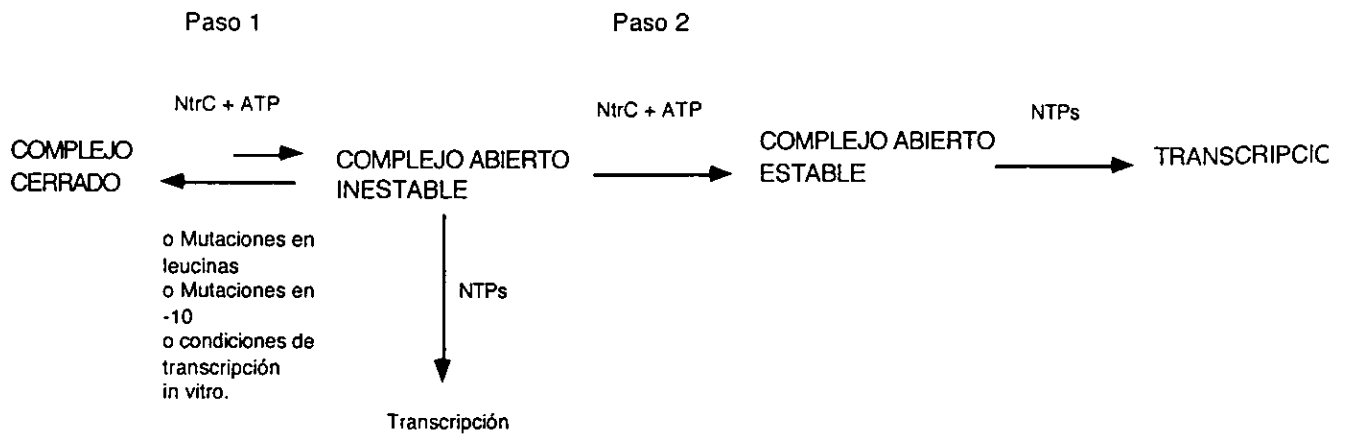 Paso 1
Paso 2
NtrC + ATP
NtrC + ATP
NTPs
COMPLEJO
CERRADO
COMPLEJO ABIERTO
INESTABLE
COMPLEJO ABIERTO
ESTABLE
TRANSCRIPCIC
o Mutaciones en
leucinas
o Mutaciones en
-10
o condiciones de
transcripción
in vitro.
NTPs
Transcripción